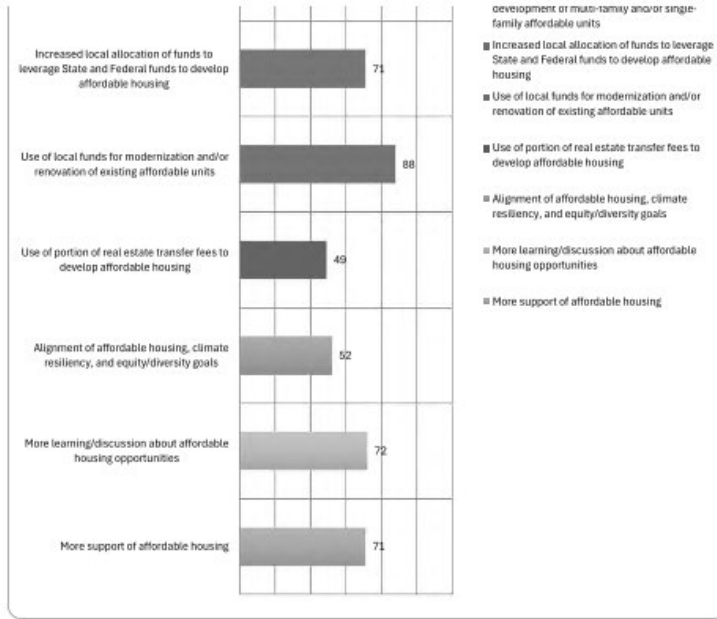 Increased local allocation of funds to
leverage State and Federal funds to develop
affordable housing
71
Use of local funds for modernization and/or
renovation of existing affordable units
88
Use of portion of real estate transfer fees to
develop affordable housing
49
Alignment of affordable housing, climate
resiliency, and equity/diversity goals
52
More learning/discussion about affordable
housing opportunities
72
More support of affordable housing
71
development of multi-family and/or single-
family affordable units
Increased local allocation of funds to leverage
State and Federal funds to develop affordable
housing
Use of local funds for modernization and/or
renovation of existing affordable units
Use of portion of real estate transfer fees to
develop affordable housing
Alignment of affordable housing, climate
resiliency, and equity/diversity goals
More learning/discussion about affordable
housing opportunities
More support of affordable housing